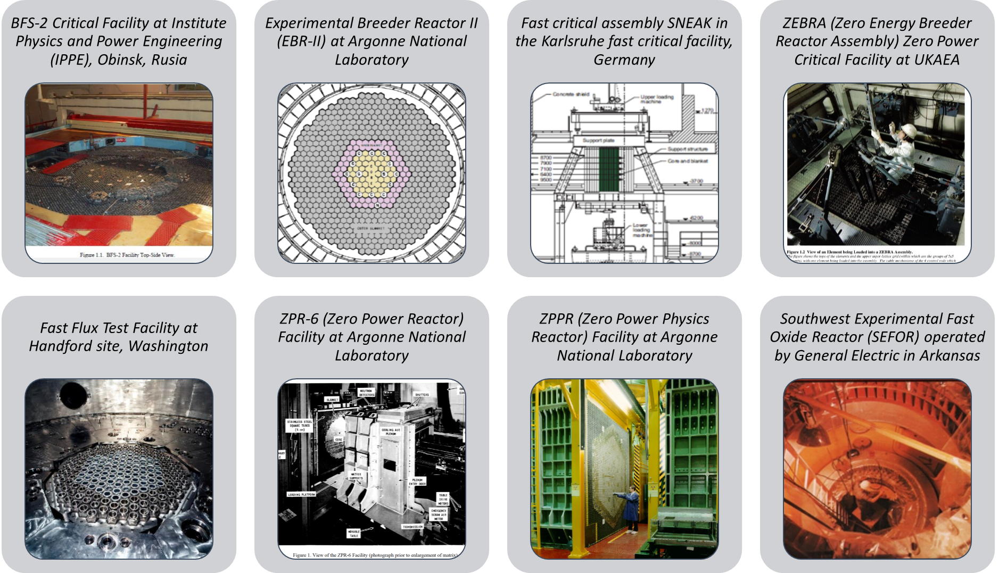 BFS-2 Critical Facility at Institute
Physics and Power Engineering
(IPPE), Obinsk, Rusia
Figure 1.1. BFS-2 Facility Top-Side View.
Experimental Breeder Reactor II
(EBR-II) at Argonne National
Laboratory
INNER BLANKET
C C C
C C
C S S C
C C
C C C
N
CORE
OUTER BLANKET
Fast critical assembly SNEAK in
the Karlsruhe fast critical facility,
Germany
Concrete shield
Upper loading
machine
1270
Support plate
Support structure
Core and blanket
8700
7900
7100
6400
9500
-3700
-6200
Lower
loading
machine
-8000
-8700
ZEBRA (Zero Energy Breeder
Reactor Assembly) Zero Power
Critical Facility at UKAEA
Figure 1.2 View of an Element being Loaded into a ZEBRA Assembly.
The figure shows the tops of the elements and the upper super-lattice grid (within which are the groups of 5x5
with one element being loaded into the assembly. The cable mechanisms of the 4 control rods which
Fast Flux Test Facility at
Handford site, Washington
ZPR-6 (Zero Power Reactor)
Facility at Argonne National
Laboratory
BLANKET
NEUTRON
DETECTORS
SHUTTERS
STAINLESS STEEL
SQUARE TUBES
(5 cm)
CORE
COOLING AIR
PLENUM
MATRIX
SUPPORTS
PLENUM
ENTRY DOOR
LOADING PLATFORM
TABLE
DRIVE
MOTORS
EMERGENCY
SCRAM AIR
MOTOR
TRANSMISSION
MOVABLE
TABLE
Figure 1. View of the ZPR-6 Facility (photograph prior to enlargement of matrix)
ZPPR (Zero Power Physics
Reactor) Facility at Argonne
National Laboratory
Southwest Experimental Fast
Oxide Reactor (SEFOR) operated
by General Electric in Arkansas